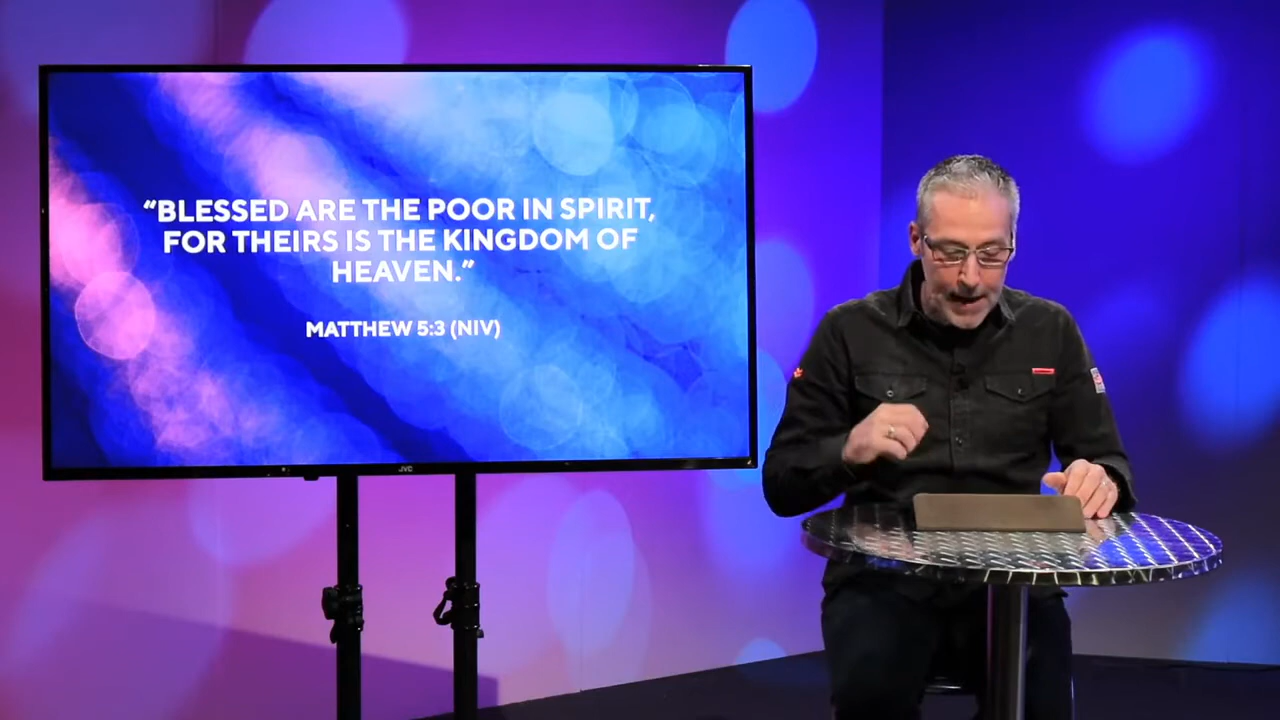 “BLESSED ARE THE POOR IN SPIRIT,
FOR THEIRS IS THE KINGDOM OF
HEAVEN.”
MATTHEW 5:3 (NIV)
JVC